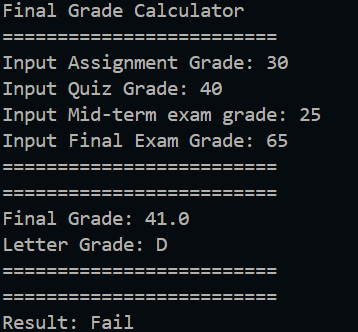 Final Grade Calculator
=========================
Input Assignment Grade: 30
Input Quiz Grade: 40
Input Mid-term exam grade: 25
Input Final Exam Grade: 65
=========================
=========================
Final Grade: 41.0
Letter Grade: D
=========================
=========================
Result: Fail